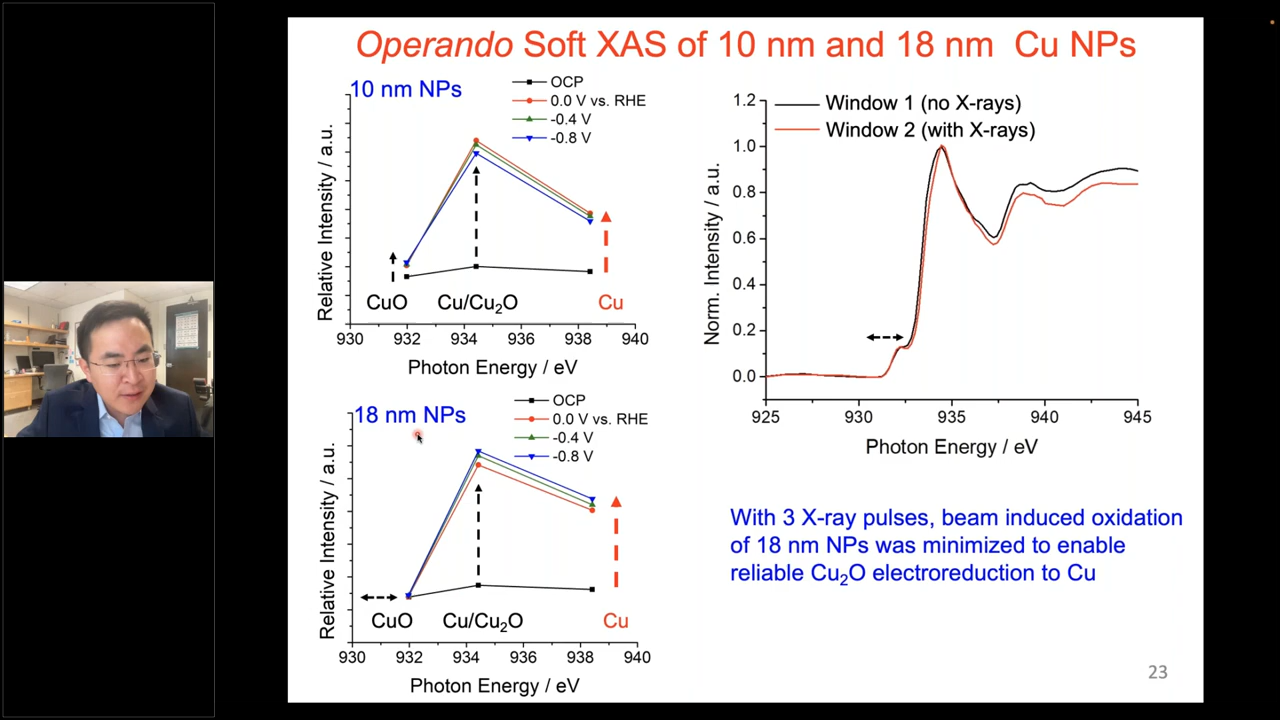 Operando Soft XAS of 10 nm and 18 nm Cu NPs
10 nm NPs
OCP
0.0 V vs. RHE
-0.4 V
-0.8 V
Relative Intensity / a.u.
CuO
Cu/Cu₂O
Cu
930 932 934 936 938 940
Photon Energy / eV
18 nm NPs
OCP
0.0 V vs. RHE
-0.4 V
-0.8 V
Relative Intensity / a.u.
CuO
Cu/Cu₂O
Cu
930 932 934 936 938 940
Photon Energy / eV
Window 1 (no X-rays)
Window 2 (with X-rays)
Norm. Intensity / a.u.
1.2
1.0
0.8
0.6
0.4
0.2
0.0
925 930 935 940 945
Photon Energy / eV
With 3 X-ray pulses, beam induced oxidation
of 18 nm NPs was minimized to enable
reliable Cu₂O electroreduction to Cu
23